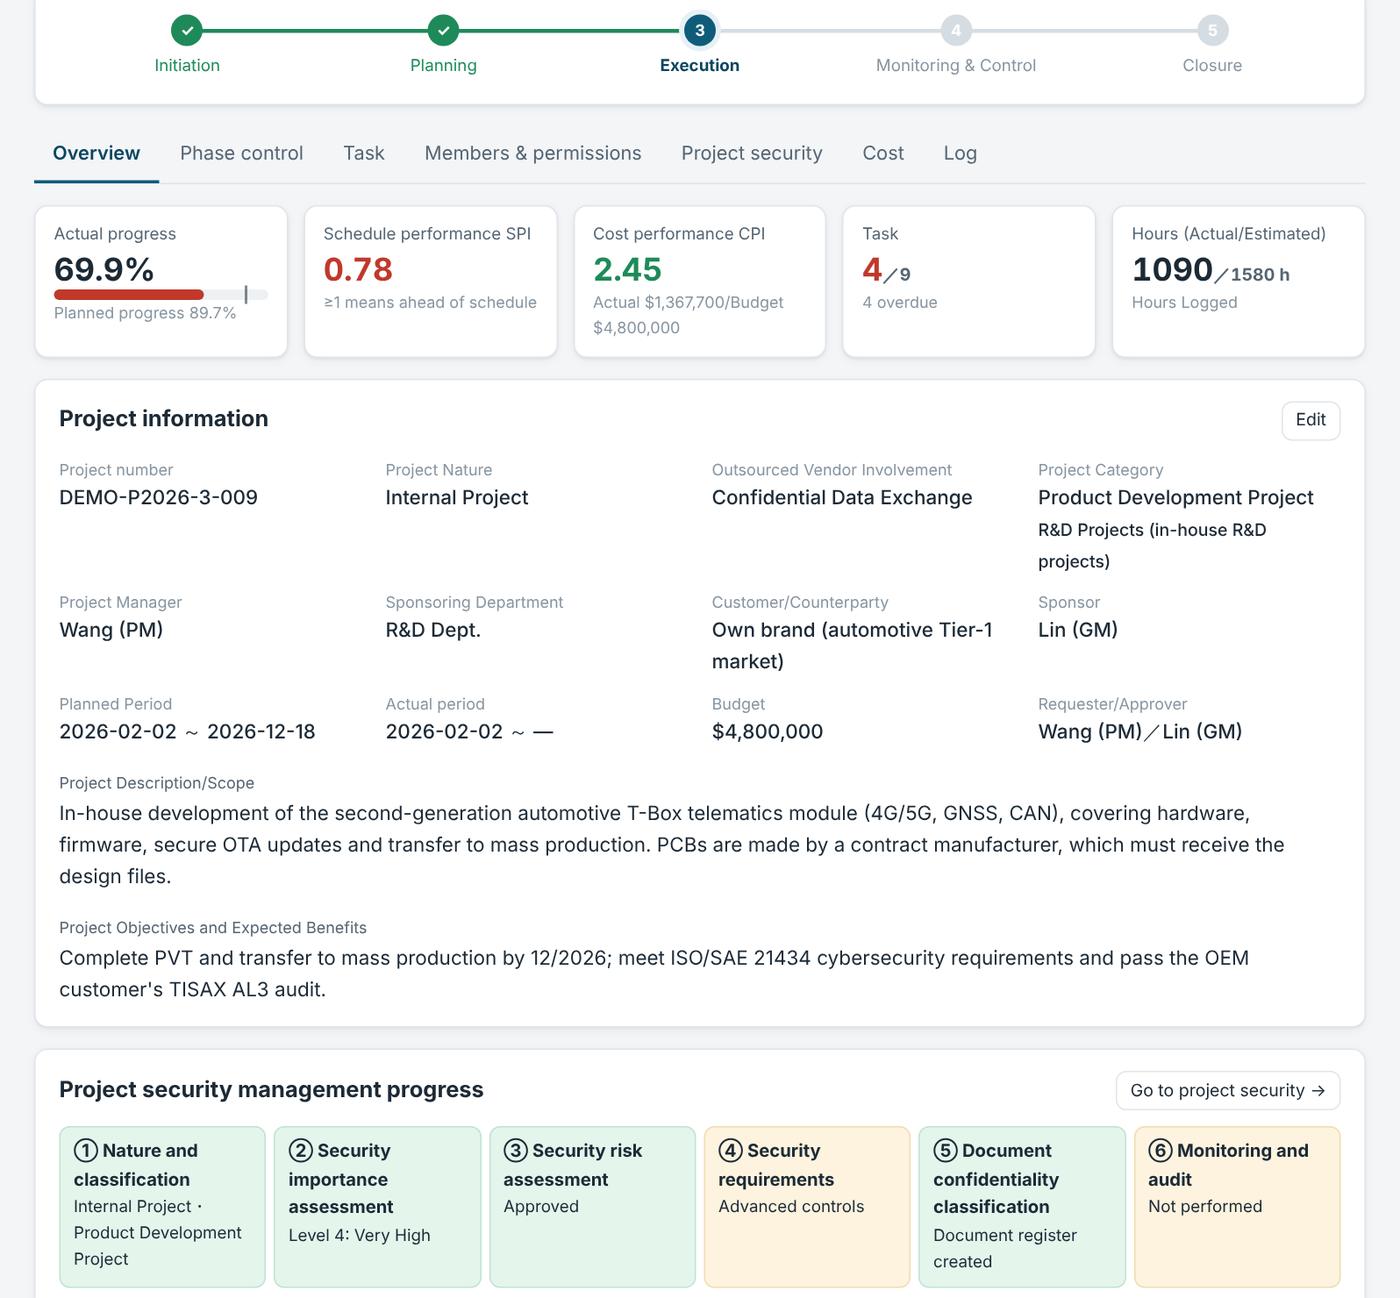 ✓ ✓ 3 4 5
Initiation Planning Execution Monitoring & Control Closure
Overview Phase control Task Members & permissions Project security Cost Log
Actual progress
69.9%
Planned progress 89.7%
Schedule performance SPI
0.78
≥1 means ahead of schedule
Cost performance CPI
2.45
Actual $1,367,700/Budget
$4,800,000
Task
4／9
4 overdue
Hours (Actual/Estimated)
1090／1580 h
Hours Logged
Project information
Edit
Project number
DEMO-P2026-3-009
Project Nature
Internal Project
Outsourced Vendor Involvement
Confidential Data Exchange
Project Category
Product Development Project
R&D Projects (in-house R&D
projects)
Project Manager
Wang (PM)
Sponsoring Department
R&D Dept.
Customer/Counterparty
Own brand (automotive Tier-1
market)
Sponsor
Lin (GM)
Planned Period
2026-02-02 ～ 2026-12-18
Actual period
2026-02-02 ～ —
Budget
$4,800,000
Requester/Approver
Wang (PM)／Lin (GM)
Project Description/Scope
In-house development of the second-generation automotive T-Box telematics module (4G/5G, GNSS, CAN), covering hardware,
firmware, secure OTA updates and transfer to mass production. PCBs are made by a contract manufacturer, which must receive the
design files.
Project Objectives and Expected Benefits
Complete PVT and transfer to mass production by 12/2026; meet ISO/SAE 21434 cybersecurity requirements and pass the OEM
customer's TISAX AL3 audit.
Project security management progress
Go to project security →
① Nature and
classification
Internal Project ·
Product Development
Project
② Security
importance
assessment
Level 4: Very High
③ Security risk
assessment
Approved
④ Security
requirements
Advanced controls
⑤ Document
confidentiality
classification
Document register
created
⑥ Monitoring and
audit
Not performed